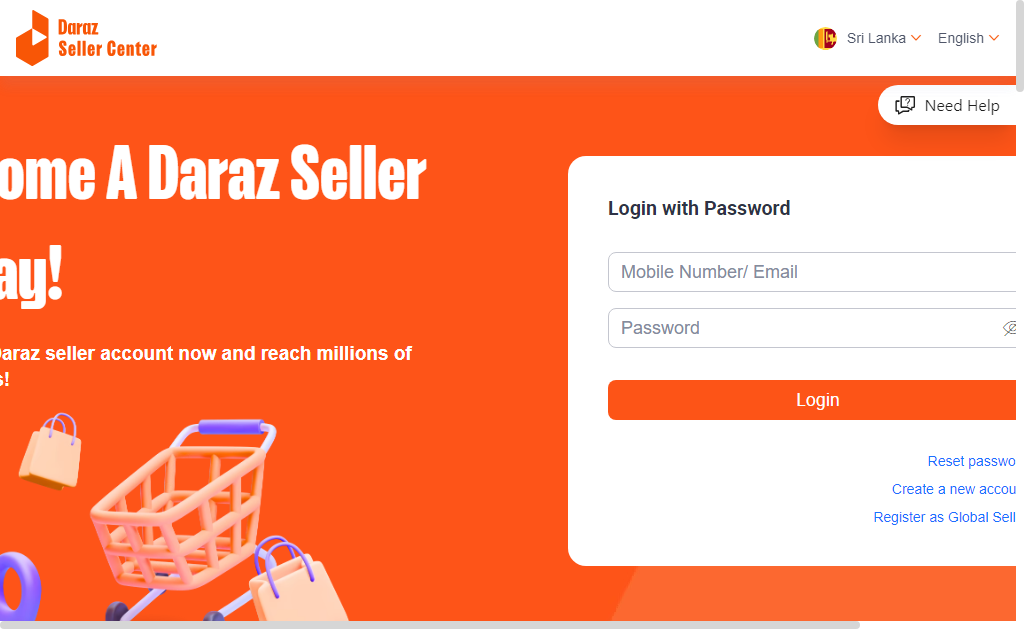 Daraz
Seller Center
Sri Lanka
English
Need Help
ome A Daraz Seller
ay!
Daraz seller account now and reach millions of
s!
Login with Password
Mobile Number/ Email
Password
Login
Reset passwo
Create a new accou
Register as Global Sell